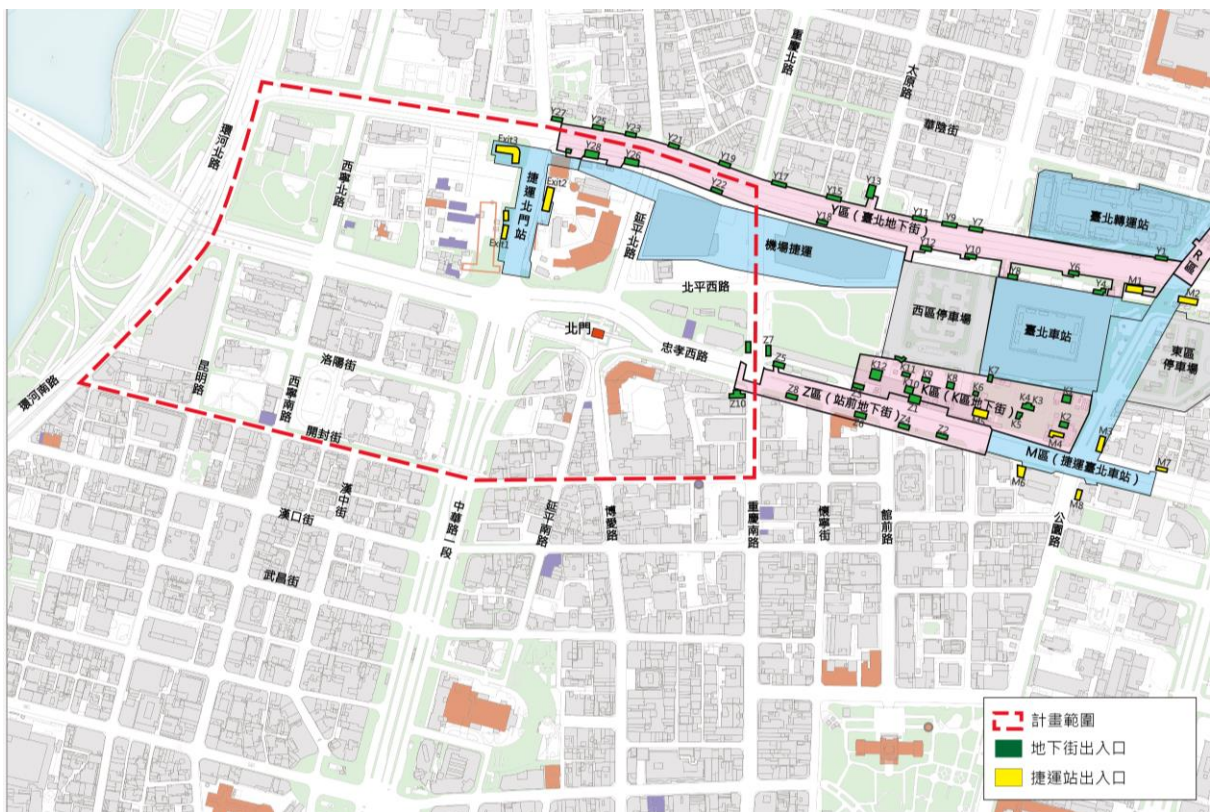 重慶北路
太原路
華陰街
環河北路
西寧北路
Y27
Y25
Y23
Y21
Y19
Y17
Y15
Y13
Y11
Y9
Y7
Y1
Exit3
Y28
Y26
Y22
Y18
Y區（臺北地下街）
Y12
Y10
Y8
Y6
Y4
M1
M2
R區
臺北轉運站
捷運北門站
Exit2
Exit1
延平北路
機場捷運
北平西路
西區停車場
臺北車站
東區
停車場
北門
忠孝西路
Z7
Z5
洛陽街
昆明路
西寧南路
開封街
環河南路
K12
K11
K10
K9
K8
K7
K6
K5
K4
K3
K2
K1
K區（K區地下街）
Z10
Z8
Z區（站前地下街）
Z3
Z1
Z6
Z4
Z2
M5
M4
M3
M7
M6
M8
M區（捷運臺北車站）
漢中街
漢口街
武昌街
中華路一段
延平南路
博愛路
重慶南路
懷寧街
館前路
公園路
計畫範圍
地下街出入口
捷運站出入口